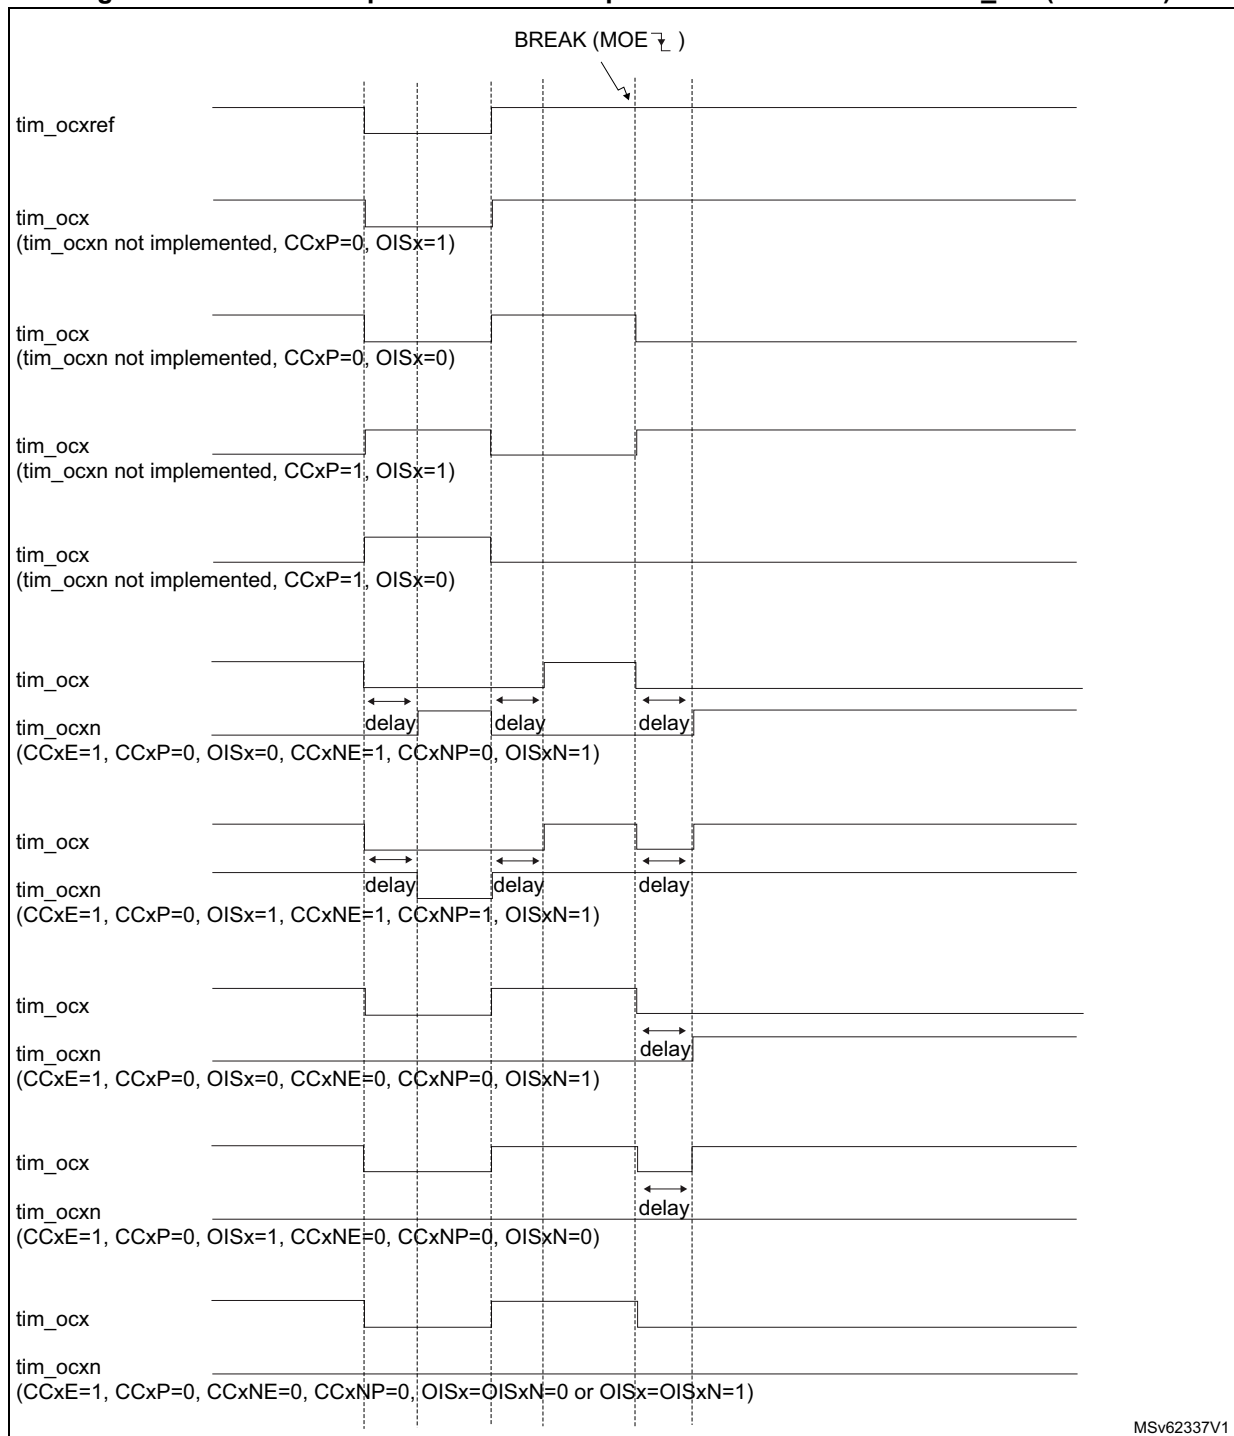 BREAK (MOE )
tim_ocxref
tim_ocx
(tim_ocxn not implemented, CCxP=0, OISx=1)
tim_ocx
(tim_ocxn not implemented, CCxP=0, OISx=0)
tim_ocx
(tim_ocxn not implemented, CCxP=1, OISx=1)
tim_ocx
(tim_ocxn not implemented, CCxP=1, OISx=0)
tim_ocx
delay delay delay
tim_ocxn
(CCxE=1, CCxP=0, OISx=0, CCxNE=1, CCxNP=0, OISxN=1)
tim_ocx
delay delay delay
tim_ocxn
(CCxE=1, CCxP=0, OISx=1, CCxNE=1, CCxNP=1, OISxN=1)
tim_ocx
delay
tim_ocxn
(CCxE=1, CCxP=0, OISx=0, CCxNE=0, CCxNP=0, OISxN=1)
tim_ocx
delay
tim_ocxn
(CCxE=1, CCxP=0, OISx=1, CCxNE=0, CCxNP=0, OISxN=0)
tim_ocx
tim_ocxn
(CCxE=1, CCxP=0, CCxNE=0, CCxNP=0, OISx=OISxN=0 or OISx=OISxN=1)
MSv62337V1